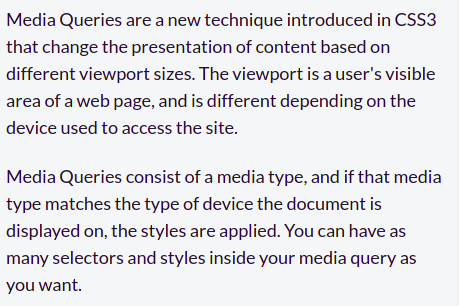 Media Queries are a new technique introduced in CSS3
that change the presentation of content based on
different viewport sizes. The viewport is a user's visible
area of a web page, and is different depending on the
device used to access the site.
Media Queries consist of a media type, and if that media
type matches the type of device the document is
displayed on, the styles are applied. You can have as
many selectors and styles inside your media query as
you want.